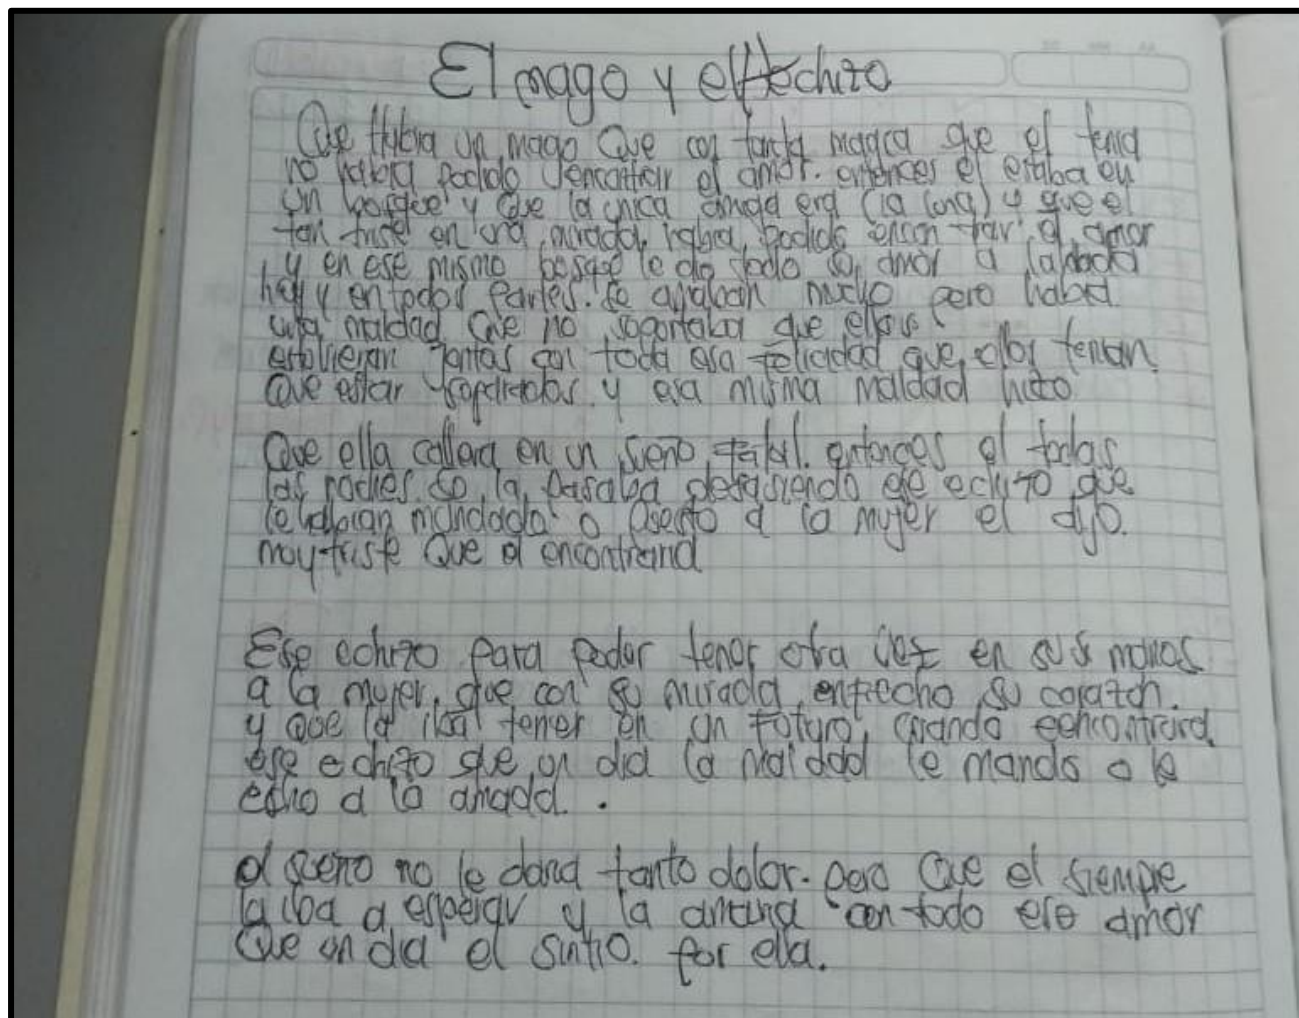 El mago y el Hechizo
Que Habia un mago Que con tanta magia que el tenia
no habia podido encontrar el amor. entonces el estaba en
un bosque y que la unica amiga era (la luna) y que el
tan triste en una mirada habia podido encontrar el amor
y en ese mismo bosque le dio todo su amor a la amada
hay y en todos partes. se amaban mucho pero habia
una maldad Que no soportaba que ellos
estuvieran juntos con toda esa felicidad que ellos tenian
Que estar separados y esa misma maldad hizo
Que ella callera en un sueño fatal. entonces el todas
las noches se la pasaba desasiendo ese echizo que
le habian mandado o puesto a la mujer el dijo.
muy triste Que el encontraria
Ese echizo para poder tener otra vez en sus manos
a la mujer, que con su mirada enfecho su corazon.
y que la iba tener en un futuro, cuando eencontrara
ese echizo que un dia la maldad le mando o le
echo a la amada.
el sueño no le daria tanto dolor. pero Que el siempre
la iba a esperar y la amaria con todo ese amor
Que un dia el sintio. por ella.